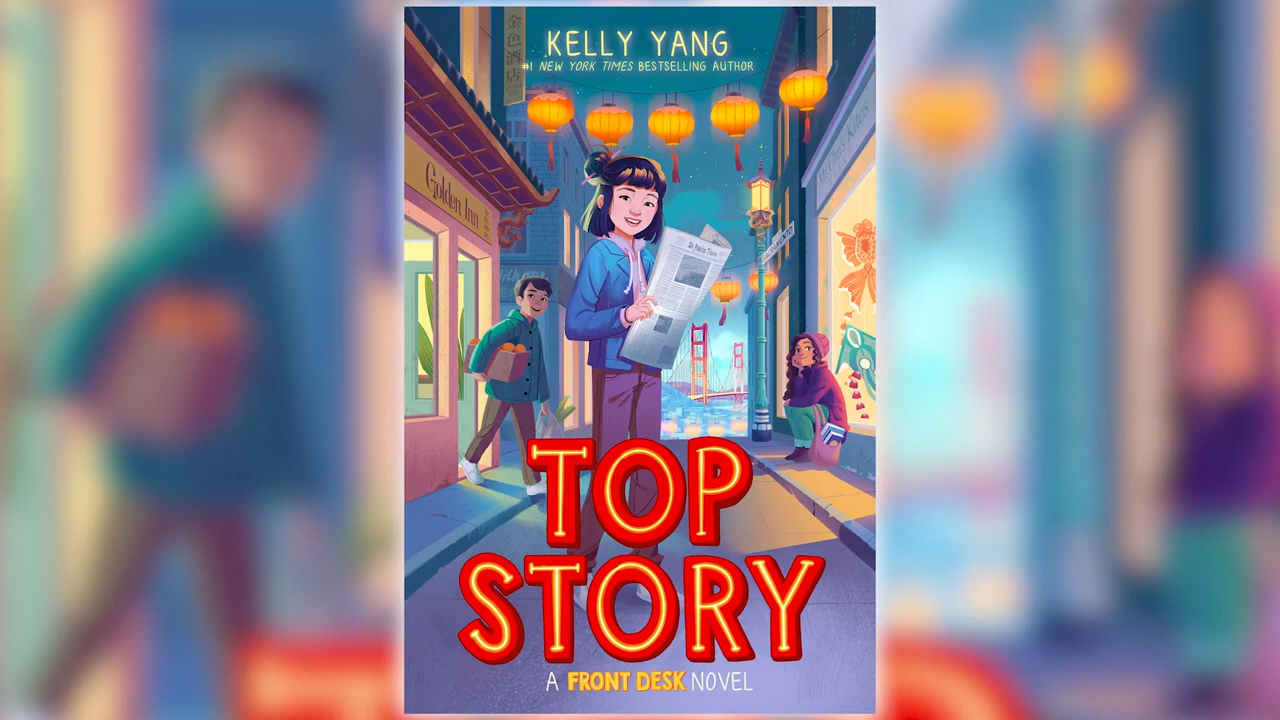 KELLY YANG
#1 NEW YORK TIMES BESTSELLING AUTHOR
金色酒店
Golden Inn
TOP
STORY
A FRONT DESK NOVEL